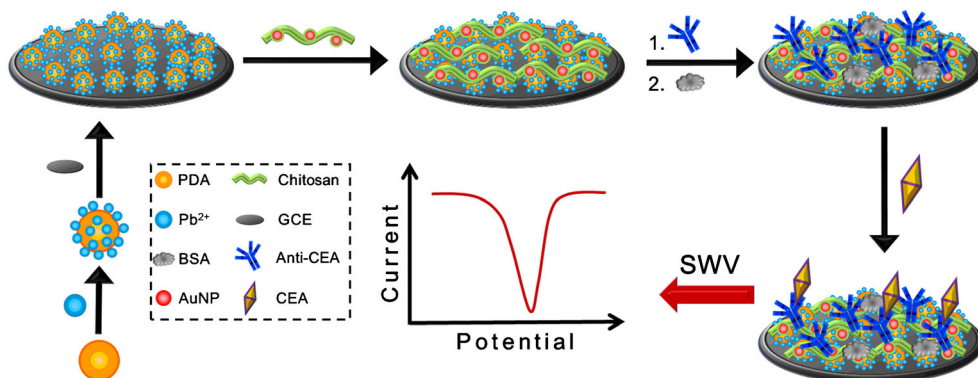 1.
2.
PDA
Chitosan
Pb²⁺
GCE
BSA
Anti-CEA
AuNP
CEA
Current
Potential
SWV